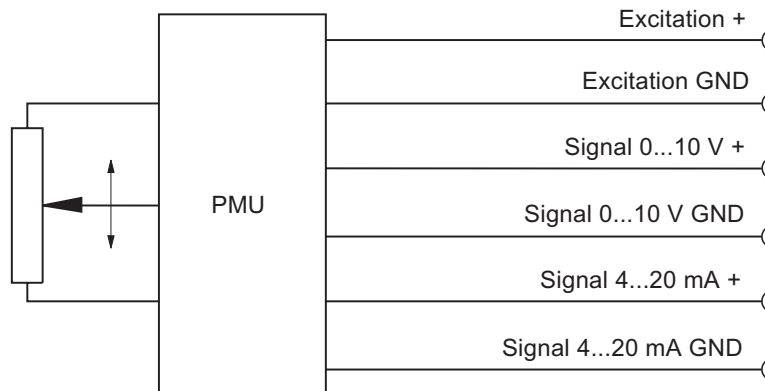 Excitation +
Excitation GND
Signal 0...10 V +
PMU
Signal 0...10 V GND
Signal 4...20 mA +
Signal 4...20 mA GND